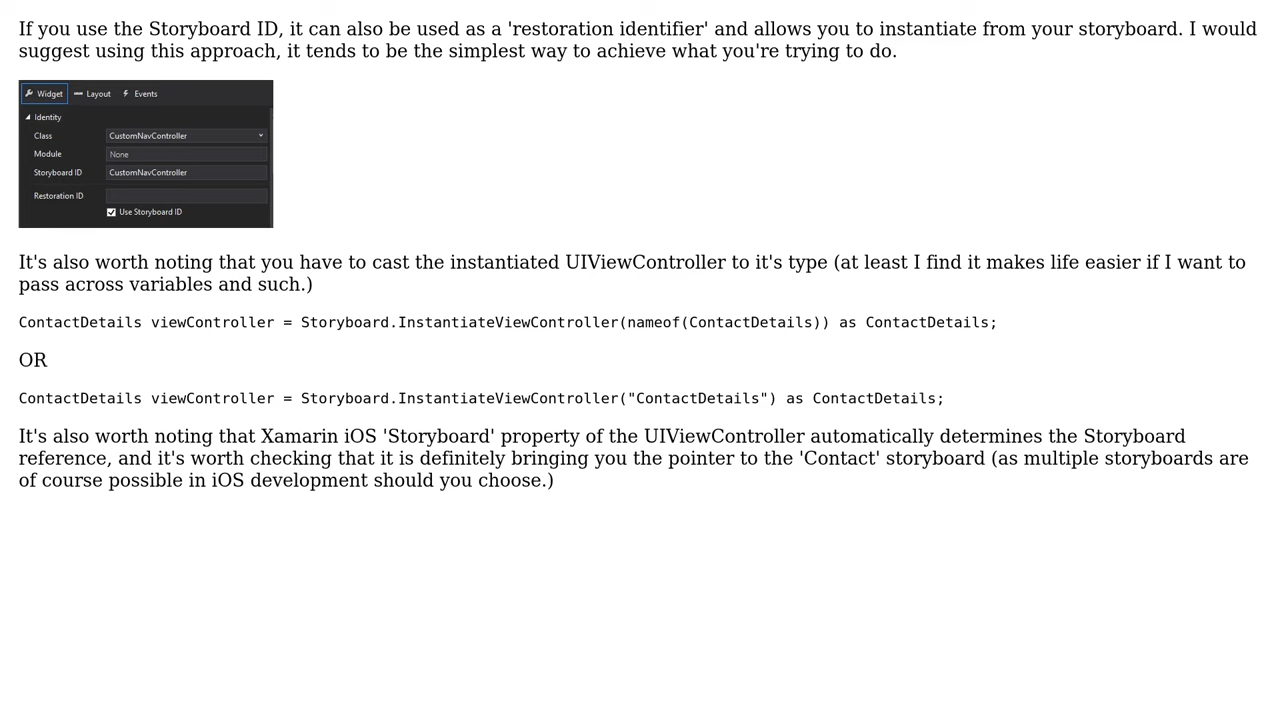 If you use the Storyboard ID, it can also be used as a 'restoration identifier' and allows you to instantiate from your storyboard. I would
suggest using this approach, it tends to be the simplest way to achieve what you're trying to do.
Widget Layout Events
Identity
Class CustomNavController
Module None
Storyboard ID CustomNavController
Restoration ID
Use Storyboard ID
It's also worth noting that you have to cast the instantiated UIViewController to it's type (at least I find it makes life easier if I want to
pass across variables and such.)
ContactDetails viewController = Storyboard.InstantiateViewController(nameof(ContactDetails)) as ContactDetails;
OR
ContactDetails viewController = Storyboard.InstantiateViewController("ContactDetails") as ContactDetails;
It's also worth noting that Xamarin iOS 'Storyboard' property of the UIViewController automatically determines the Storyboard
reference, and it's worth checking that it is definitely bringing you the pointer to the 'Contact' storyboard (as multiple storyboards are
of course possible in iOS development should you choose.)